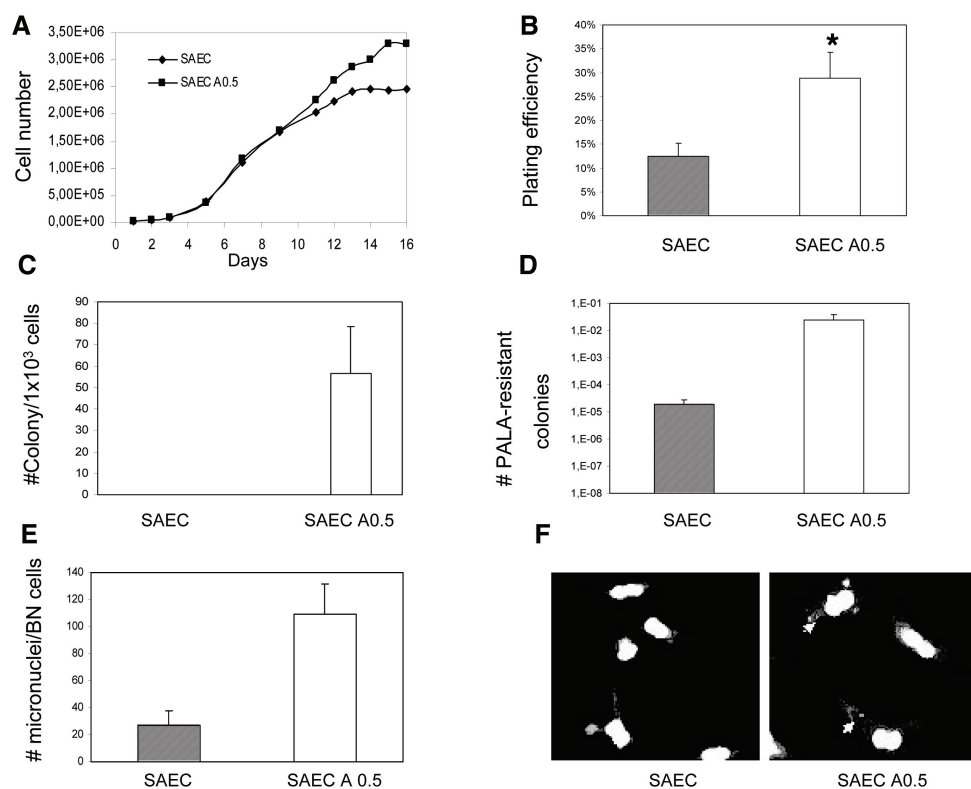 A
3,50E+06
3,00E+06
2,50E+06
2,00E+06
1,50E+06
1,00E+06
5,00E+05
0,00E+00
0 2 4 6 8 10 12 14 16
Cell number
Days
SAEC
SAEC A0.5
B
40%
35%
30%
25%
20%
15%
10%
5%
0%
Plating efficiency
*
SAEC SAEC A0.5
C
90
80
70
60
50
40
30
20
10
0
#Colony/1x10³ cells
SAEC SAEC A0.5
D
1,E-01
1,E-02
1,E-03
1,E-04
1,E-05
1,E-06
1,E-07
1,E-08
# PALA-resistant
colonies
SAEC SAEC A0.5
E
140
120
100
80
60
40
20
0
# micronuclei/BN cells
SAEC SAEC A 0.5
F
SAEC SAEC A0.5